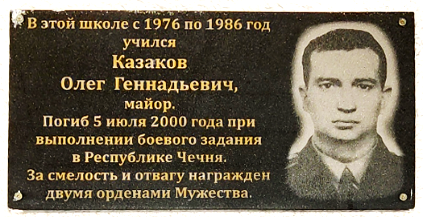 В этой школе с 1976 по 1986 год
учился
Казаков
Олег Геннадьевич,
майор.
Погиб 5 июля 2000 года при
выполнении боевого задания
в Республике Чечня.
За смелость и отвагу награжден
двумя орденами Мужества.